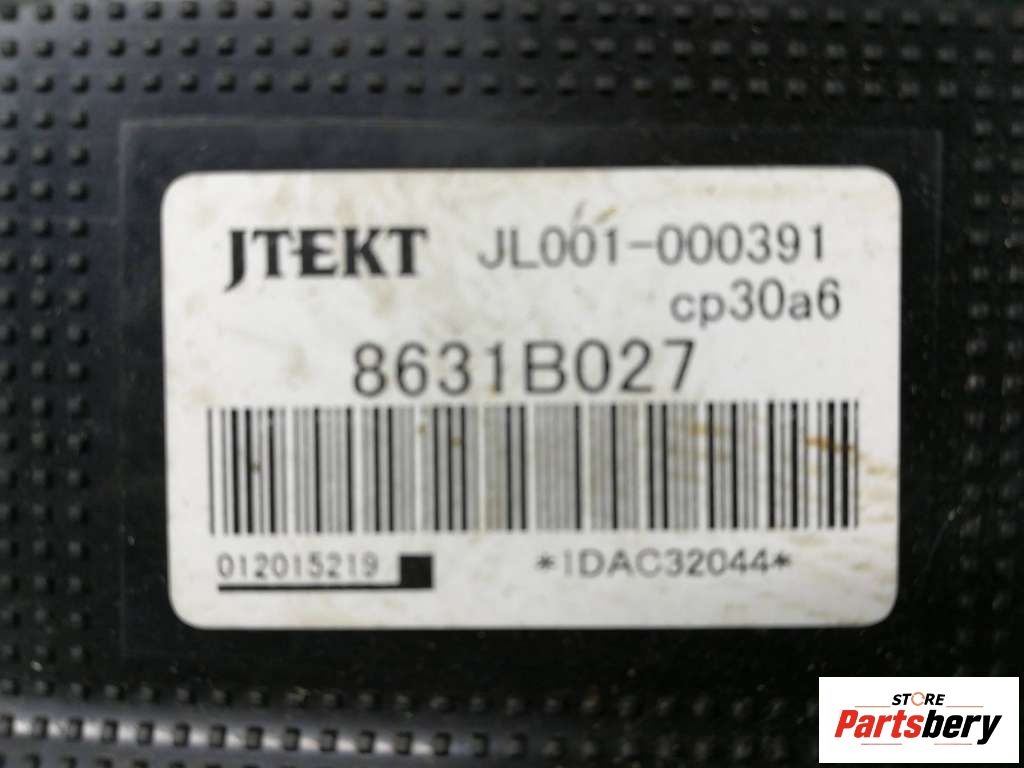 JTEKT JL001-000391
cp30a6
8631B027
012015219 *1DAC32044*
STORE
Partsbery